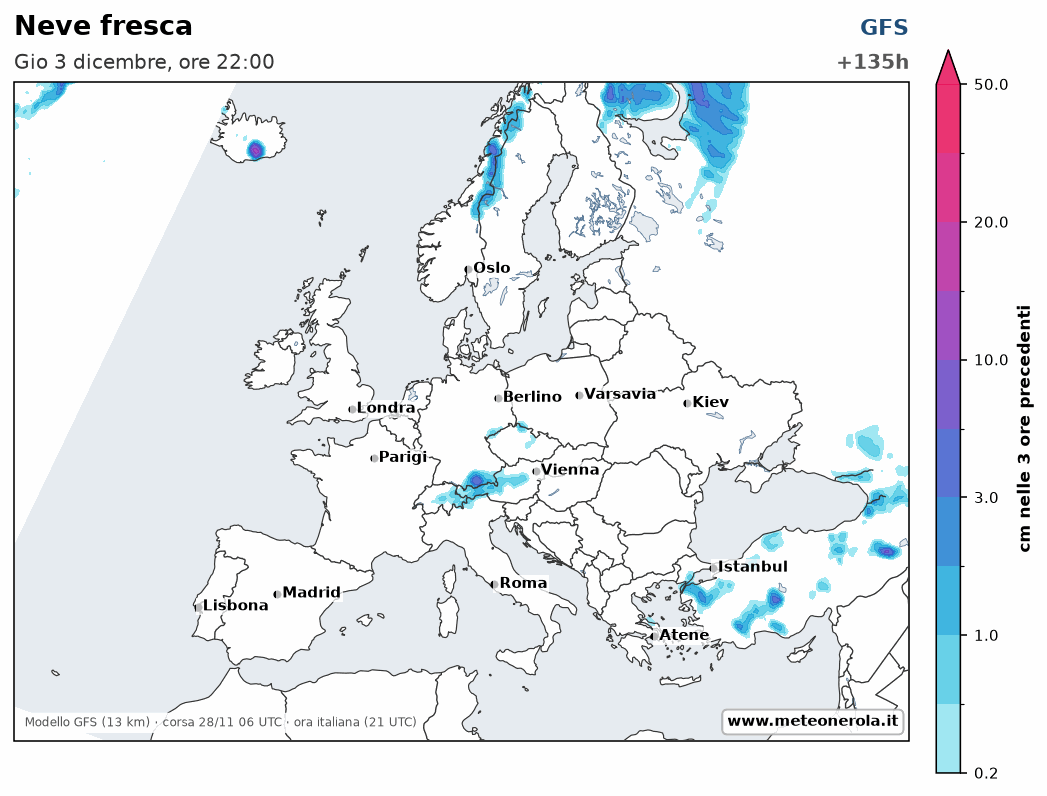 Neve fresca
GFS
Gio 3 dicembre, ore 22:00
+135h
50.0
20.0
10.0
3.0
1.0
0.2
cm nelle 3 ore precedenti
Oslo
Berlino
Varsavia
Kiev
Londra
Parigi
Vienna
Istanbul
Roma
Madrid
Lisbona
Atene
Modello GFS (13 km) · corsa 28/11 06 UTC · ora italiana (21 UTC)
www.meteonerola.it